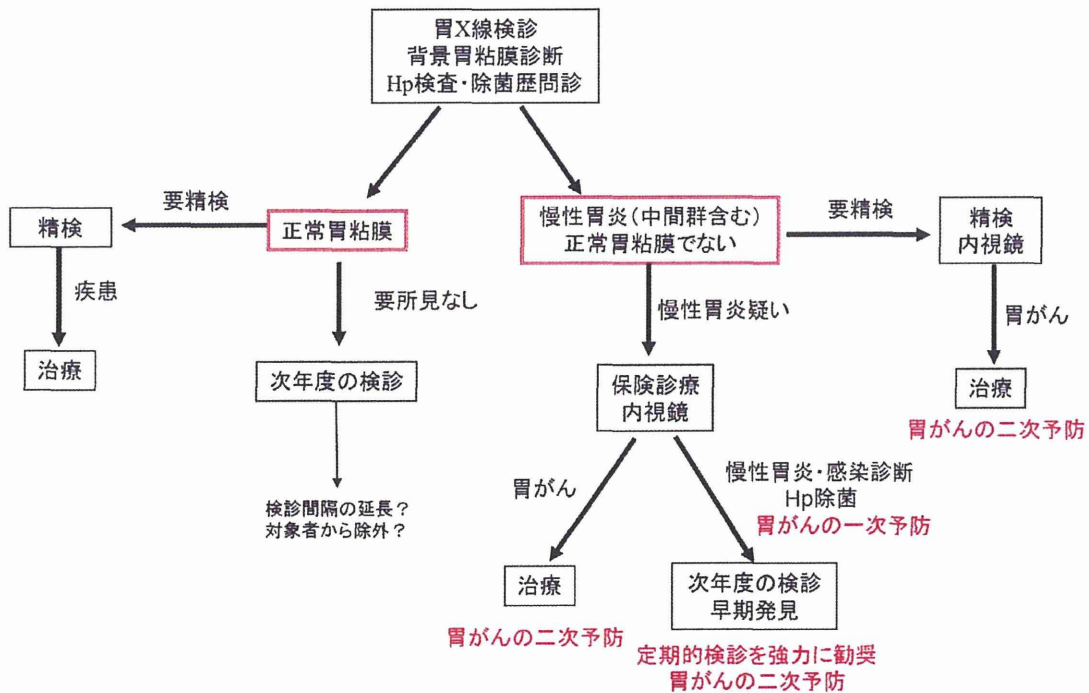 胃X線検診
背景胃粘膜診断
Hp検査・除菌歴問診
要精検
精検
正常胃粘膜
慢性胃炎(中間群含む)
正常胃粘膜でない
要精検
精検
内視鏡
疾患
要所見なし
慢性胃炎疑い
胃がん
治療
次年度の検診
保険診療
内視鏡
治療
胃がんの二次予防
検診間隔の延長?
対象者から除外?
胃がん
慢性胃炎・感染診断
Hp除菌
胃がんの一次予防
治療
胃がんの二次予防
次年度の検診
早期発見
定期的検診を強力に勧奨
胃がんの二次予防